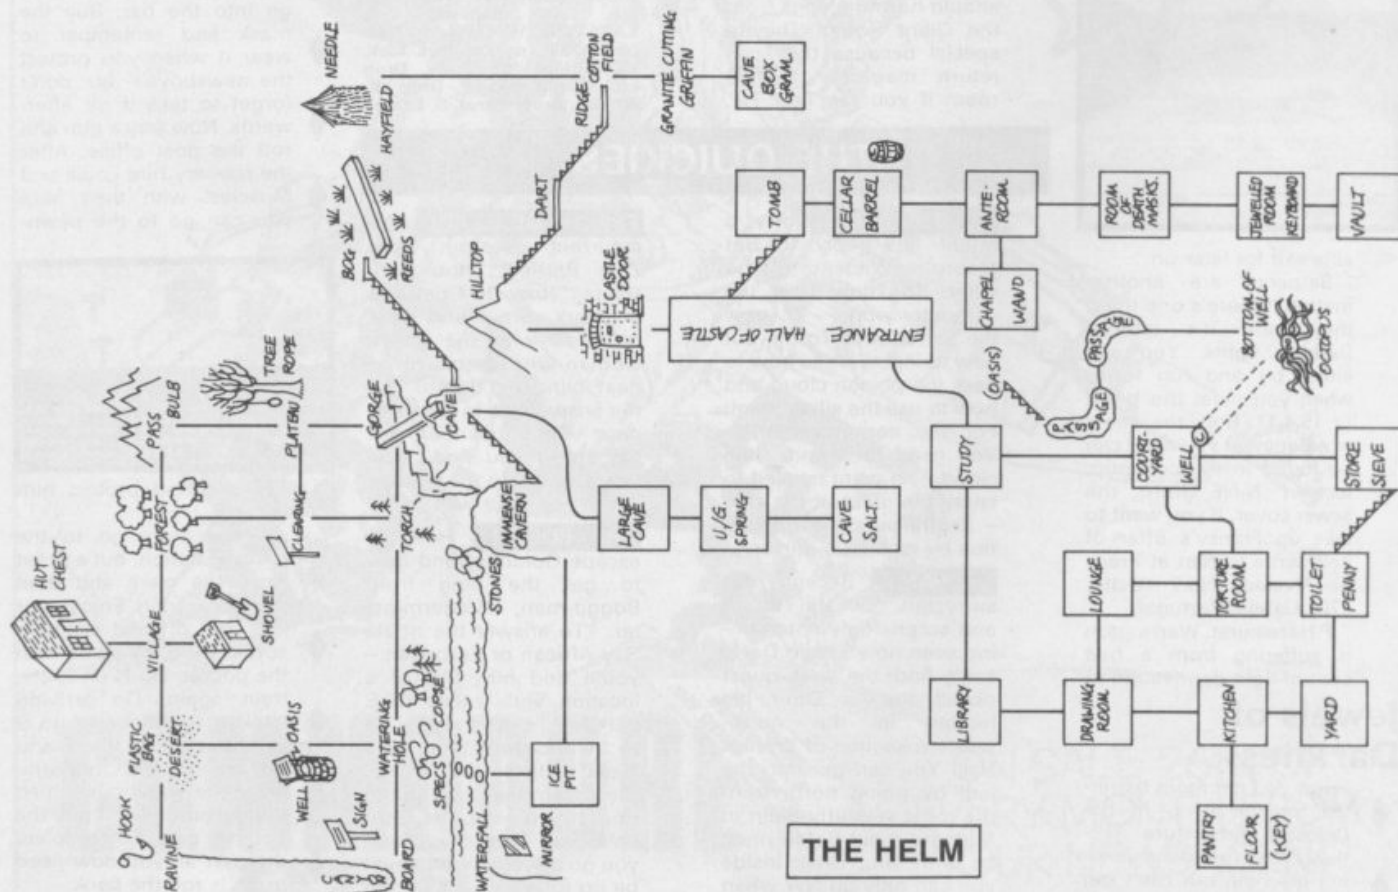 HUT
CHEST
NEEDLE
HAYFIELD
BOG
REEDS
PASS
BULB
FOREST
VILLAGE
PLASTIC
BAG
DESERT
HOOK
RAVINE
TREE
ROPE
PLATEAU
CLEARING
SHOVEL
OASIS
WELL
SIGN
GORGE
TORCH
WATERING
HOLE
BOARD
COPSE
SPECS
STONES
WATERFALL
(CAVE)
IMMENSE
CAVERN
ICE
PIT
MIRROR
HILLTOP
DART
RIDGE
COTTON
FIELD
GRANITE CUTTING
GRIFFIN
CAVE
BOX
GRAM.
CASTLE
DOOR
ENTRANCE HALL OF CASTLE
TOMB
CELLAR
BARREL
ANTE-
ROOM
CHAPEL
WAND
ROOM
OF
DEATH
MASKS.
JEWELED
ROOM
KEYBOARD
VAULT
LARGE
CAVE
U/G.
SPRING
CAVE
SALT.
STUDY
(OASIS)
PASSAGE
PASSAGE
BOTTOM OF
WELL
OCTOPUS
COURT-
YARD
WELL
STORE
SIEVE
LOUNGE
TORTURE
ROOM
TOILET
PENNY
LIBRARY
DRAWING
ROOM
KITCHEN
YARD
PANTRY
FLOUR
(KEY)
THE HELM